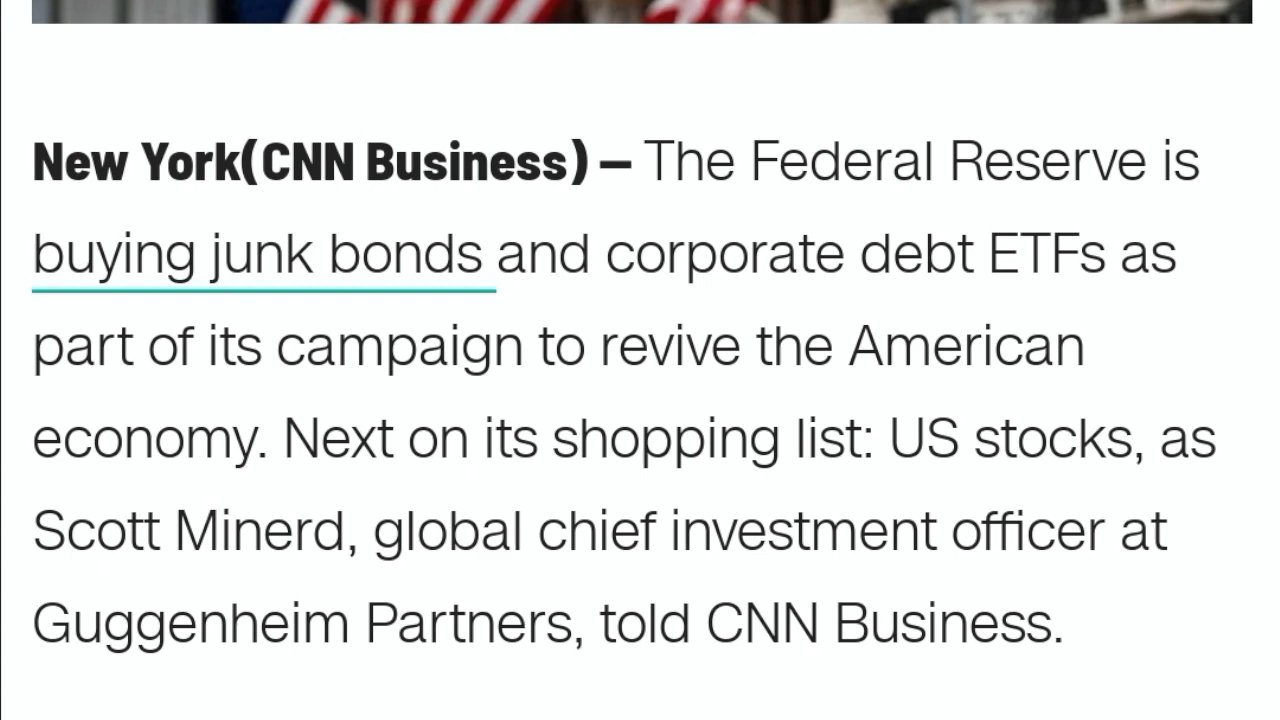 New York(CNN Business) — The Federal Reserve is
buying junk bonds and corporate debt ETFs as
part of its campaign to revive the American
economy. Next on its shopping list: US stocks, as
Scott Minerd, global chief investment officer at
Guggenheim Partners, told CNN Business.